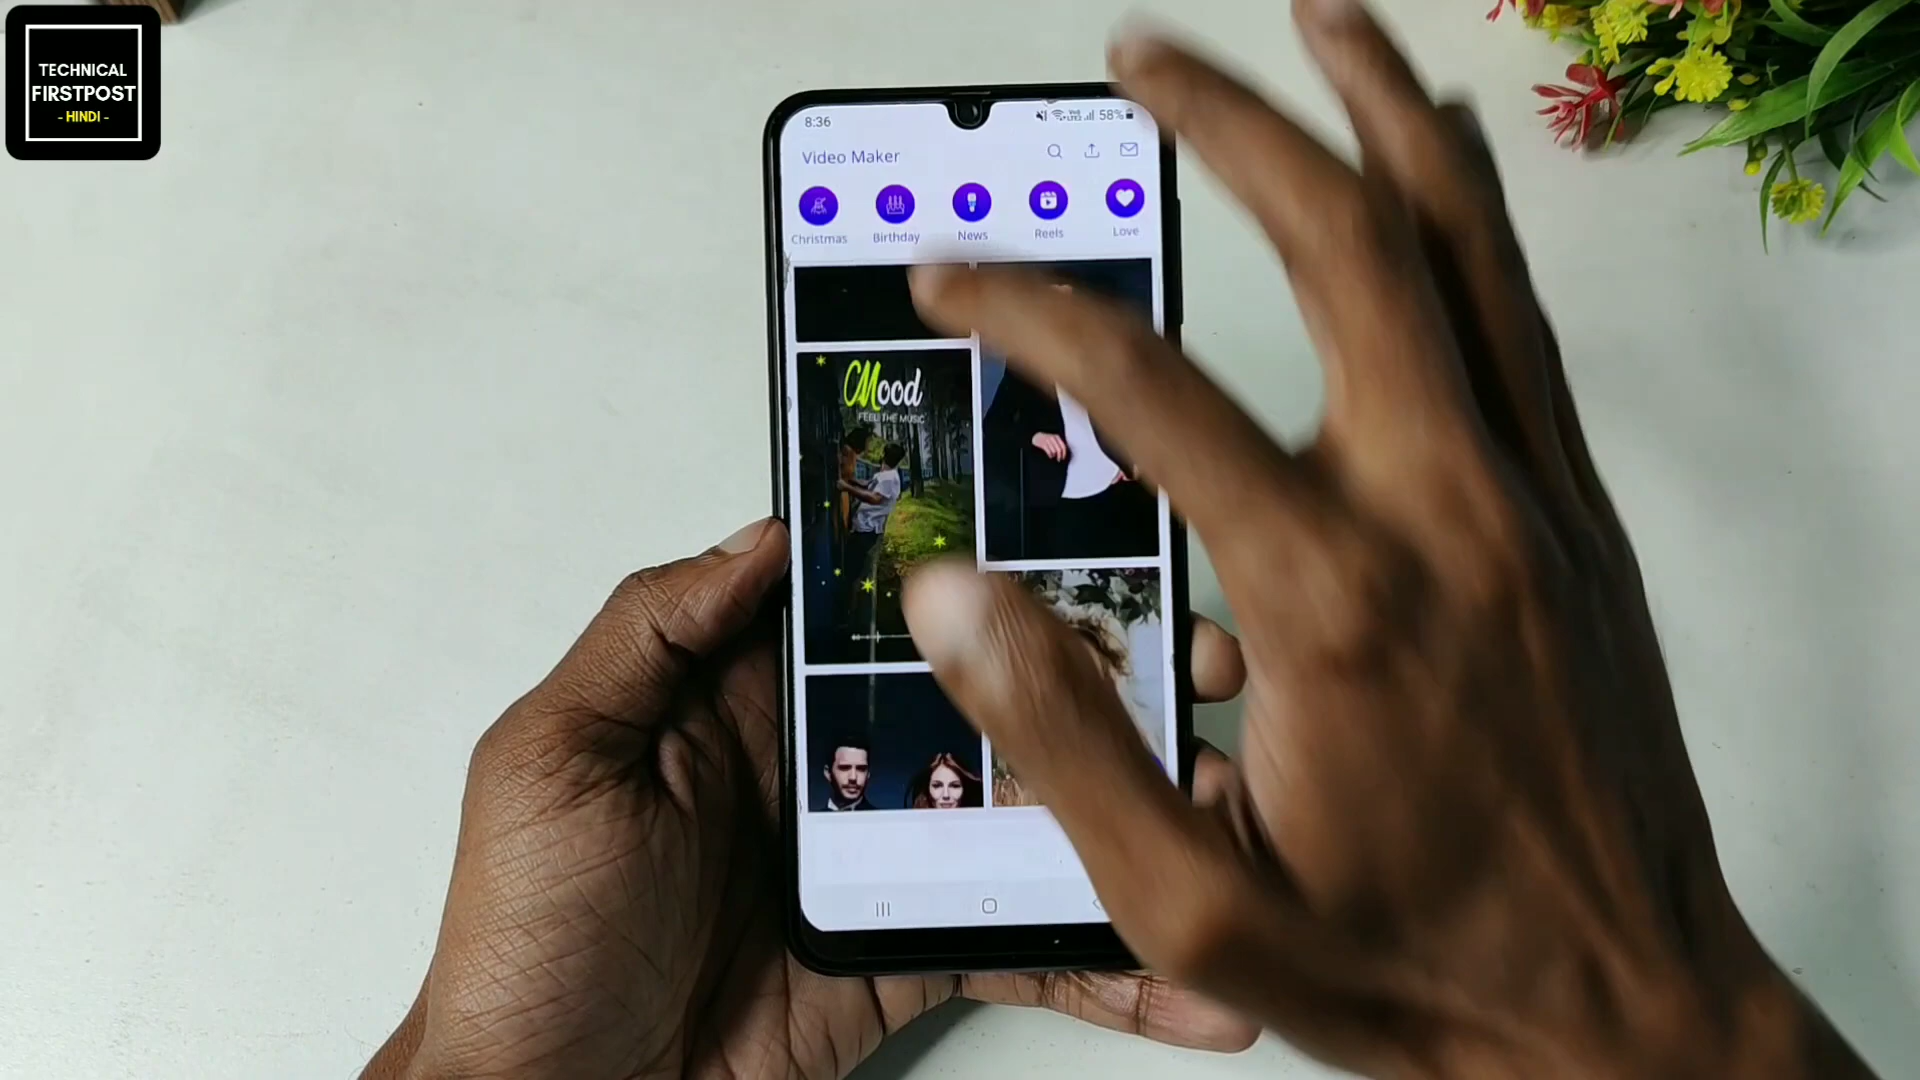 TECHNICAL
FIRSTPOST
- HINDI -
8:36
58%
Video Maker
Christmas
Birthday
News
Reels
Love
Mood
FEEL THE MUSIC